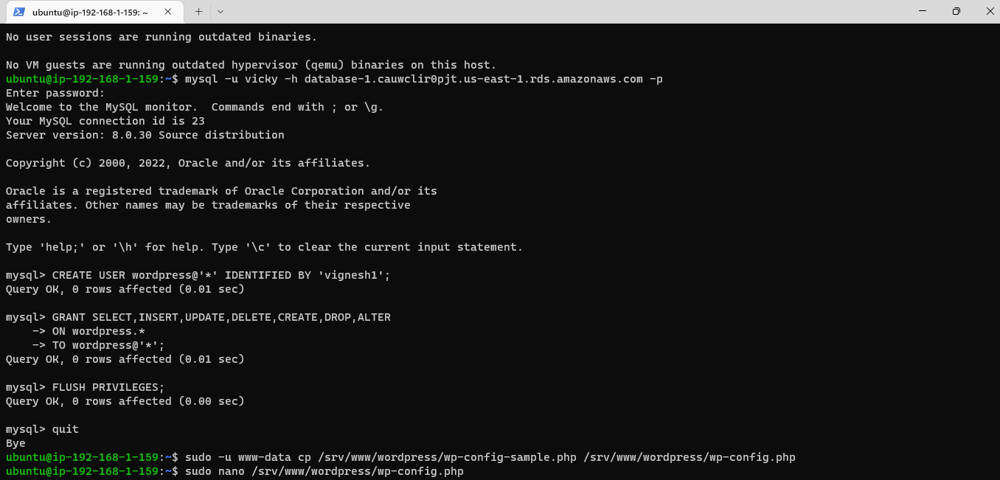 ubuntu@ip-192-168-1-159: ~
No user sessions are running outdated binaries.
No VM guests are running outdated hypervisor (qemu) binaries on this host.
ubuntu@ip-192-168-1-159:~$ mysql -u vicky -h database-1.cauwclir0pjt.us-east-1.rds.amazonaws.com -p
Enter password:
Welcome to the MySQL monitor.  Commands end with ; or \g.
Your MySQL connection id is 23
Server version: 8.0.30 Source distribution
Copyright (c) 2000, 2022, Oracle and/or its affiliates.
Oracle is a registered trademark of Oracle Corporation and/or its
affiliates. Other names may be trademarks of their respective
owners.
Type 'help;' or '\h' for help. Type '\c' to clear the current input statement.
mysql> CREATE USER wordpress@'*' IDENTIFIED BY 'vignesh1';
Query OK, 0 rows affected (0.01 sec)
mysql> GRANT SELECT,INSERT,UPDATE,DELETE,CREATE,DROP,ALTER
    -> ON wordpress.*
    -> TO wordpress@'*';
Query OK, 0 rows affected (0.01 sec)
mysql> FLUSH PRIVILEGES;
Query OK, 0 rows affected (0.00 sec)
mysql> quit
Bye
ubuntu@ip-192-168-1-159:~$ sudo -u www-data cp /srv/www/wordpress/wp-config-sample.php /srv/www/wordpress/wp-config.php
ubuntu@ip-192-168-1-159:~$ sudo nano /srv/www/wordpress/wp-config.php